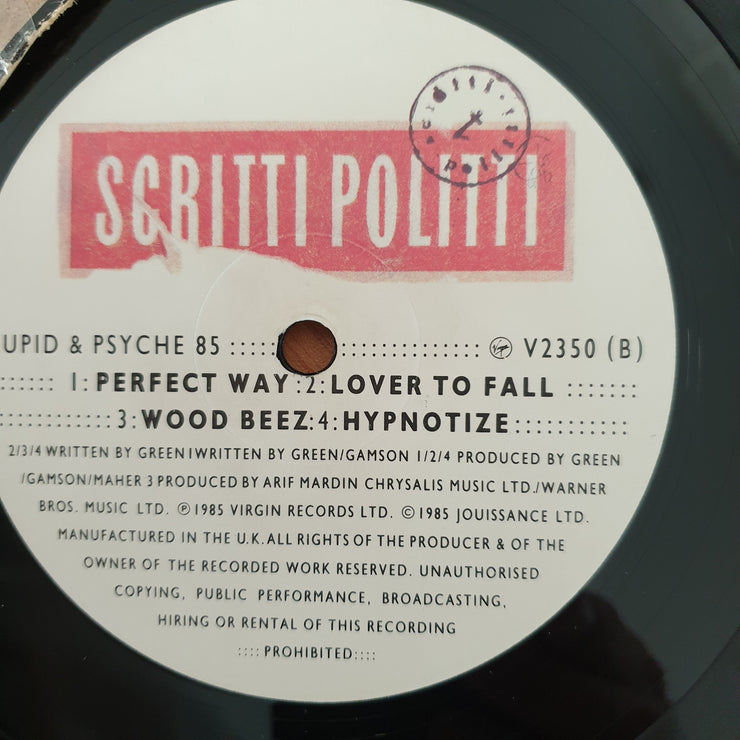 SCRITTI POLITTI
scritti politti
UPID & PSYCHE 85 ::::: :::::::::::::: V2350 (B)
:::::: 1: PERFECT WAY :2: LOVER TO FALL :::::::
::::::::::::3: WOOD BEEZ:4: HYPNOTIZE:::::::::::
2/3/4 WRITTEN BY GREEN 1 WRITTEN BY GREEN/GAMSON 1/2/4 PRODUCED BY GREEN
/GAMSON/MAHER 3 PRODUCED BY ARIF MARDIN CHRYSALIS MUSIC LTD./WARNER
BROS. MUSIC LTD. ℗ 1985 VIRGIN RECORDS LTD. © 1985 JOUISSANCE LTD.
MANUFACTURED IN THE U.K. ALL RIGHTS OF THE PRODUCER & OF THE
OWNER OF THE RECORDED WORK RESERVED. UNAUTHORISED
COPYING, PUBLIC PERFORMANCE, BROADCASTING,
HIRING OR RENTAL OF THIS RECORDING
:::: PROHIBITED::::